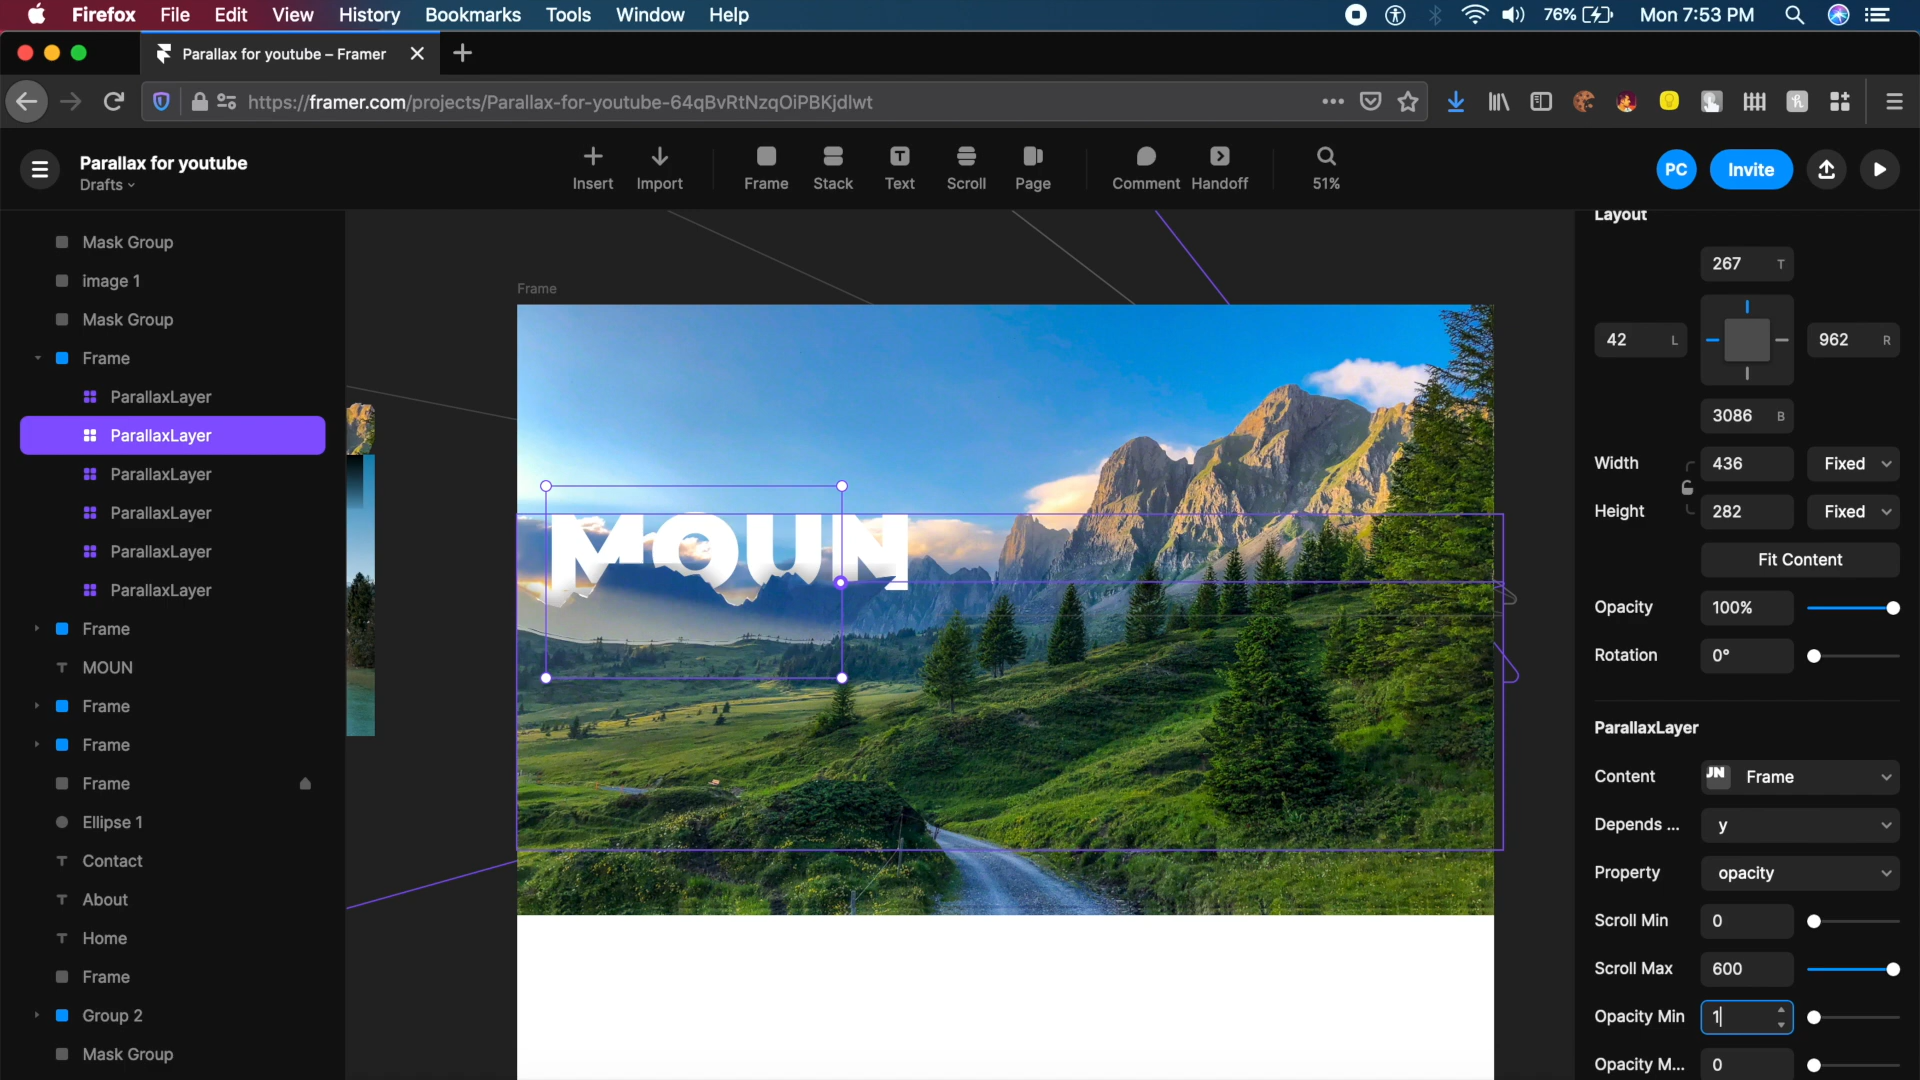 Firefox File Edit View History Bookmarks Tools Window Help 76% Mon 7:53 PM
Parallax for youtube – Framer
https://framer.com/projects/Parallax-for-youtube-64qBvRtNzqOiPBKjdlwt
Parallax for youtube
Drafts
Insert Import Frame Stack Text Scroll Page Comment Handoff 51%
PC Invite
Mask Group
image 1
Mask Group
Frame
ParallaxLayer
ParallaxLayer
ParallaxLayer
ParallaxLayer
ParallaxLayer
ParallaxLayer
Frame
MOUN
Frame
Frame
Frame
Ellipse 1
Contact
About
Home
Frame
Group 2
Mask Group
Frame
MOUN
Layout
267 T
42 L 962 R
3086 B
Width 436 Fixed
Height 282 Fixed
Fit Content
Opacity 100%
Rotation 0°
ParallaxLayer
Content JN Frame
Depends ... y
Property opacity
Scroll Min 0
Scroll Max 600
Opacity Min 1
Opacity M... 0